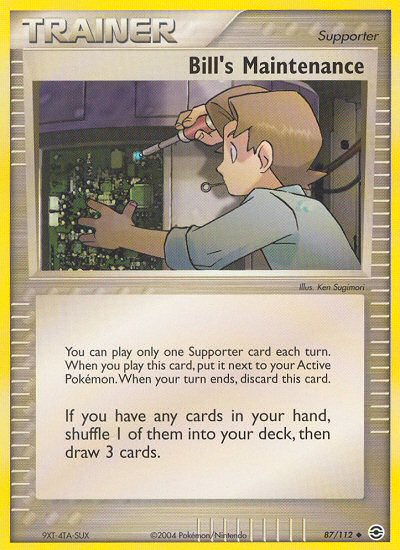 TRAINER
Supporter
Bill's Maintenance
Illus. Ken Sugimori
You can play only one Supporter card each turn.
When you play this card, put it next to your Active
Pokémon. When your turn ends, discard this card.
If you have any cards in your hand,
shuffle 1 of them into your deck, then
draw 3 cards.
9XT 4TA-SUX
©2004 Pokémon/Nintendo
87/112